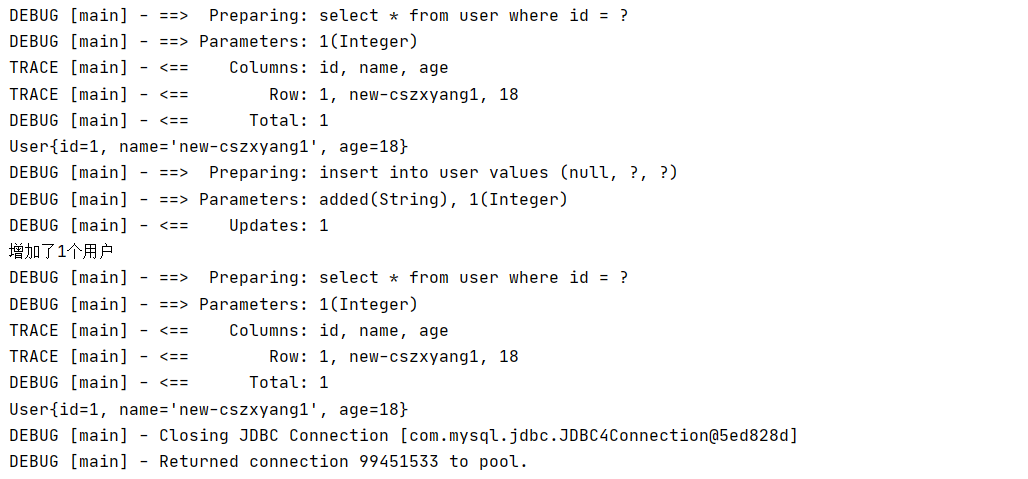 DEBUG [main] - ==>  Preparing: select * from user where id = ?
DEBUG [main] - ==> Parameters: 1(Integer)
TRACE [main] - <==    Columns: id, name, age
TRACE [main] - <==        Row: 1, new-cszxyang1, 18
DEBUG [main] - <==      Total: 1
User{id=1, name='new-cszxyang1', age=18}
DEBUG [main] - ==>  Preparing: insert into user values (null, ?, ?)
DEBUG [main] - ==> Parameters: added(String), 1(Integer)
DEBUG [main] - <==    Updates: 1
增加了1个用户
DEBUG [main] - ==>  Preparing: select * from user where id = ?
DEBUG [main] - ==> Parameters: 1(Integer)
TRACE [main] - <==    Columns: id, name, age
TRACE [main] - <==        Row: 1, new-cszxyang1, 18
DEBUG [main] - <==      Total: 1
User{id=1, name='new-cszxyang1', age=18}
DEBUG [main] - Closing JDBC Connection [com.mysql.jdbc.JDBC4Connection@5ed828d]
DEBUG [main] - Returned connection 99451533 to pool.